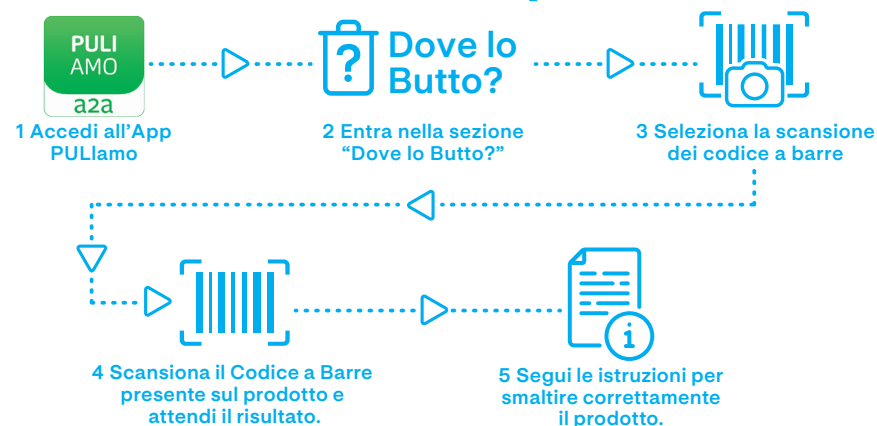 PULI
AMO
a2a
1 Accedi all'App
PULIamo
?
Dove lo
Butto?
2 Entra nella sezione
“Dove lo Butto?”
3 Seleziona la scansione
dei codice a barre
4 Scansiona il Codice a Barre
presente sul prodotto e
attendi il risultato.
i
5 Segui le istruzioni per
smaltire correttamente
il prodotto.